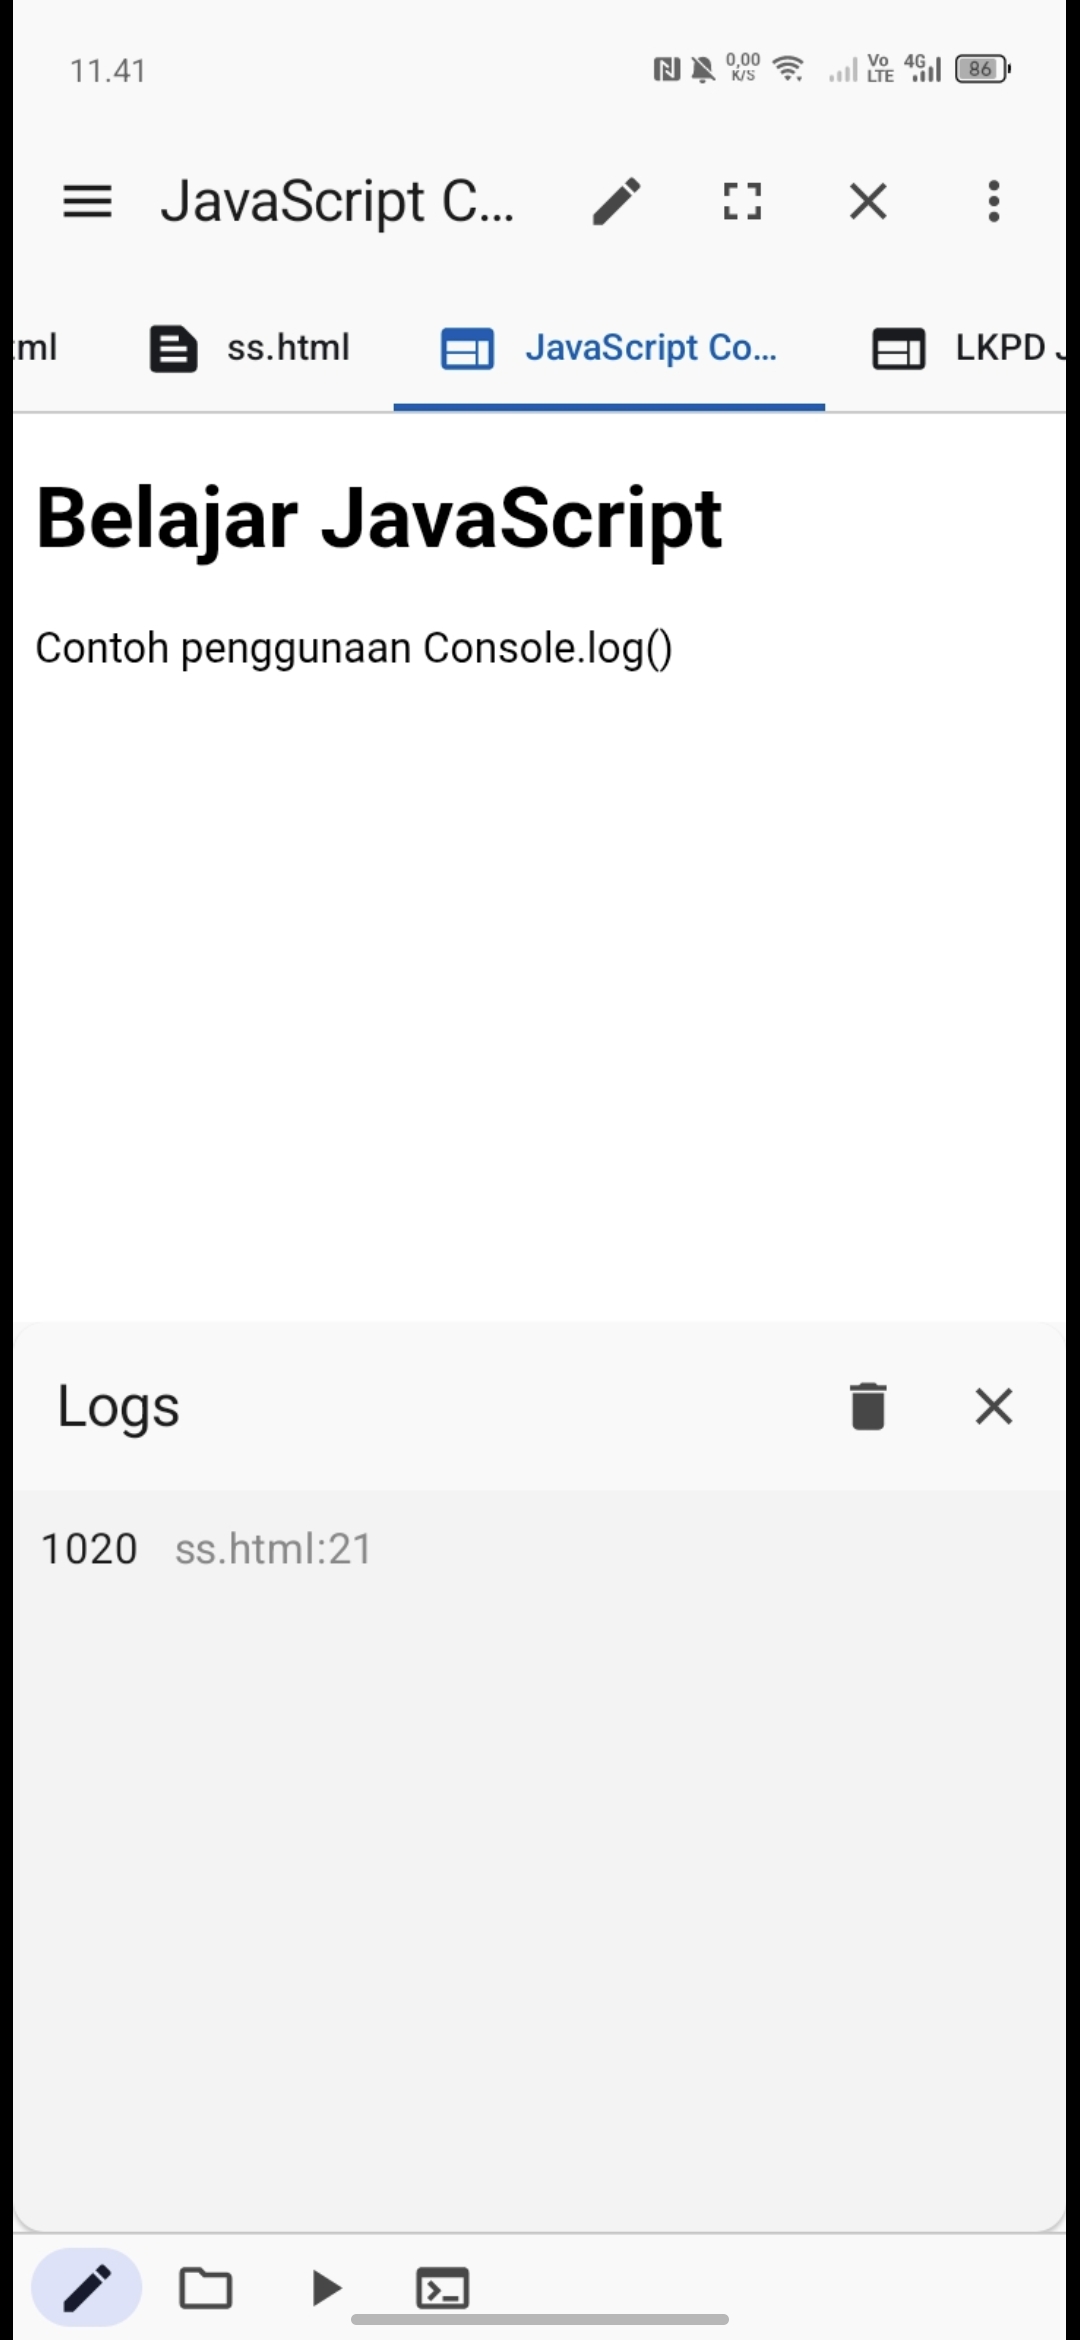 11.41
0,00
K/S
Vo
LTE
4G
86
JavaScript C...
ml
ss.html
JavaScript Co...
LKPD
Belajar JavaScript
Contoh penggunaan Console.log()
Logs
1020 ss.html:21